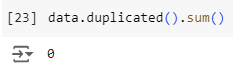 [23] data.duplicated().sum()
0